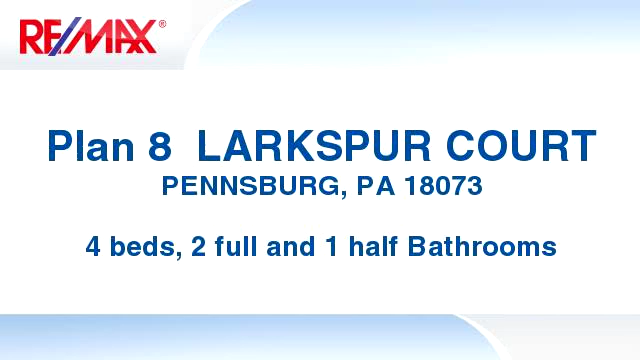 RE/MAX®
Plan 8 LARKSPUR COURT
PENNSBURG, PA 18073
4 beds, 2 full and 1 half Bathrooms